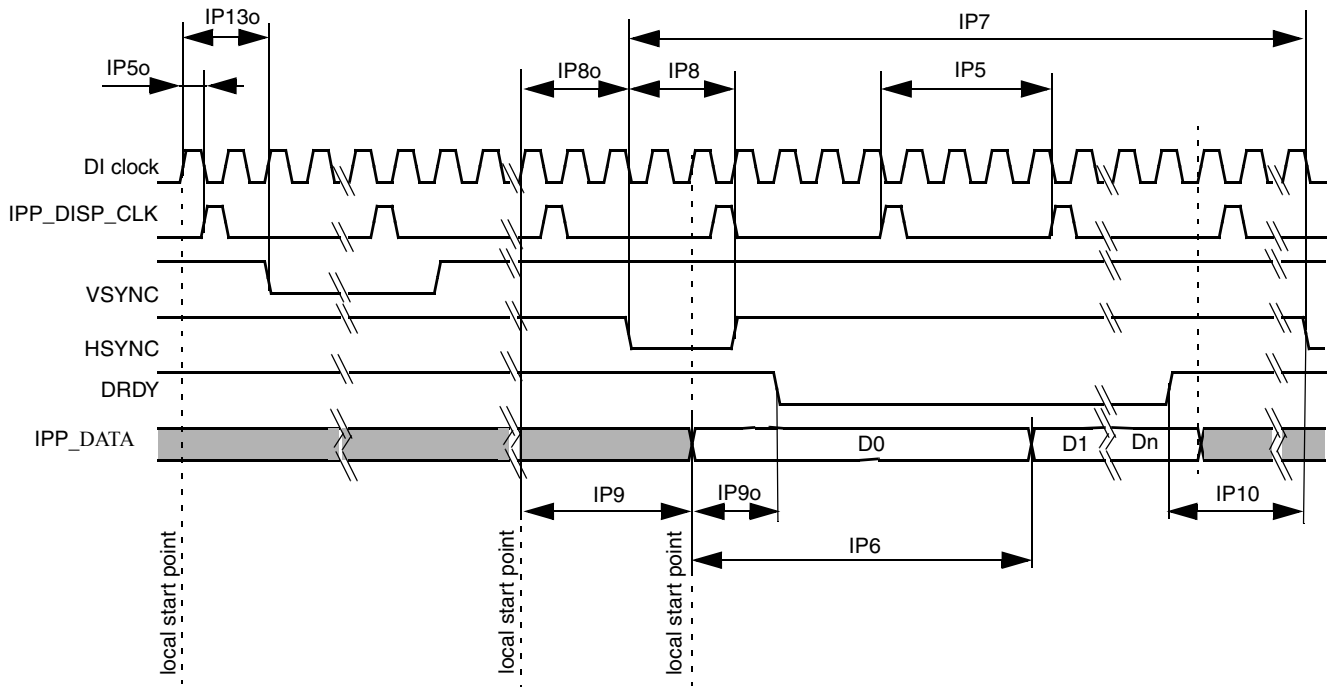 IP13o
IP7
IP5o
IP8o
IP8
IP5
DI clock
IPP_DISP_CLK
VSYNC
HSYNC
DRDY
IPP_DATA
D0
D1
Dn
IP9
IP9o
IP10
IP6
local start point
local start point
local start point